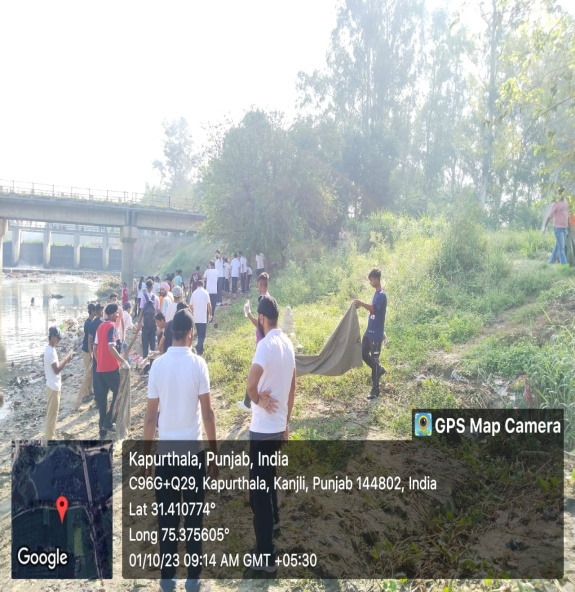 GPS Map Camera
Kapurthala, Punjab, India
C96G+Q29, Kapurthala, Kanjli, Punjab 144802, India
Lat 31.410774°
Long 75.375605°
01/10/23 09:14 AM GMT +05:30
Google